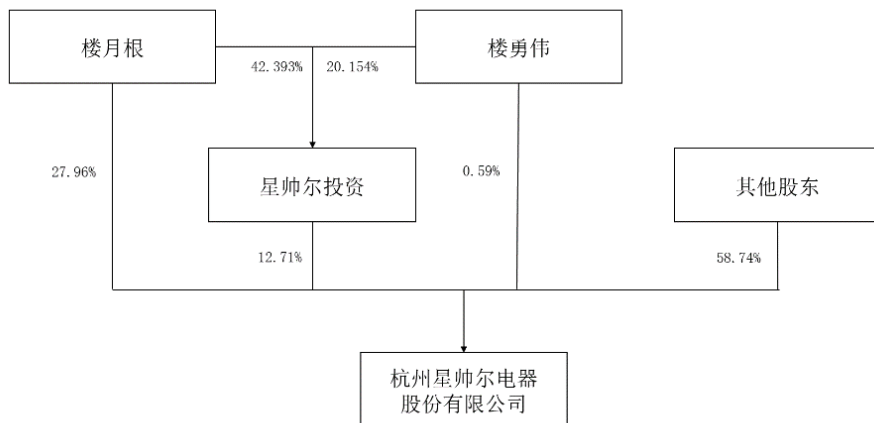 楼月根
楼勇伟
42.393%
20.154%
27.96%
星帅尔投资
0.59%
其他股东
12.71%
58.74%
杭州星帅尔电器
股份有限公司